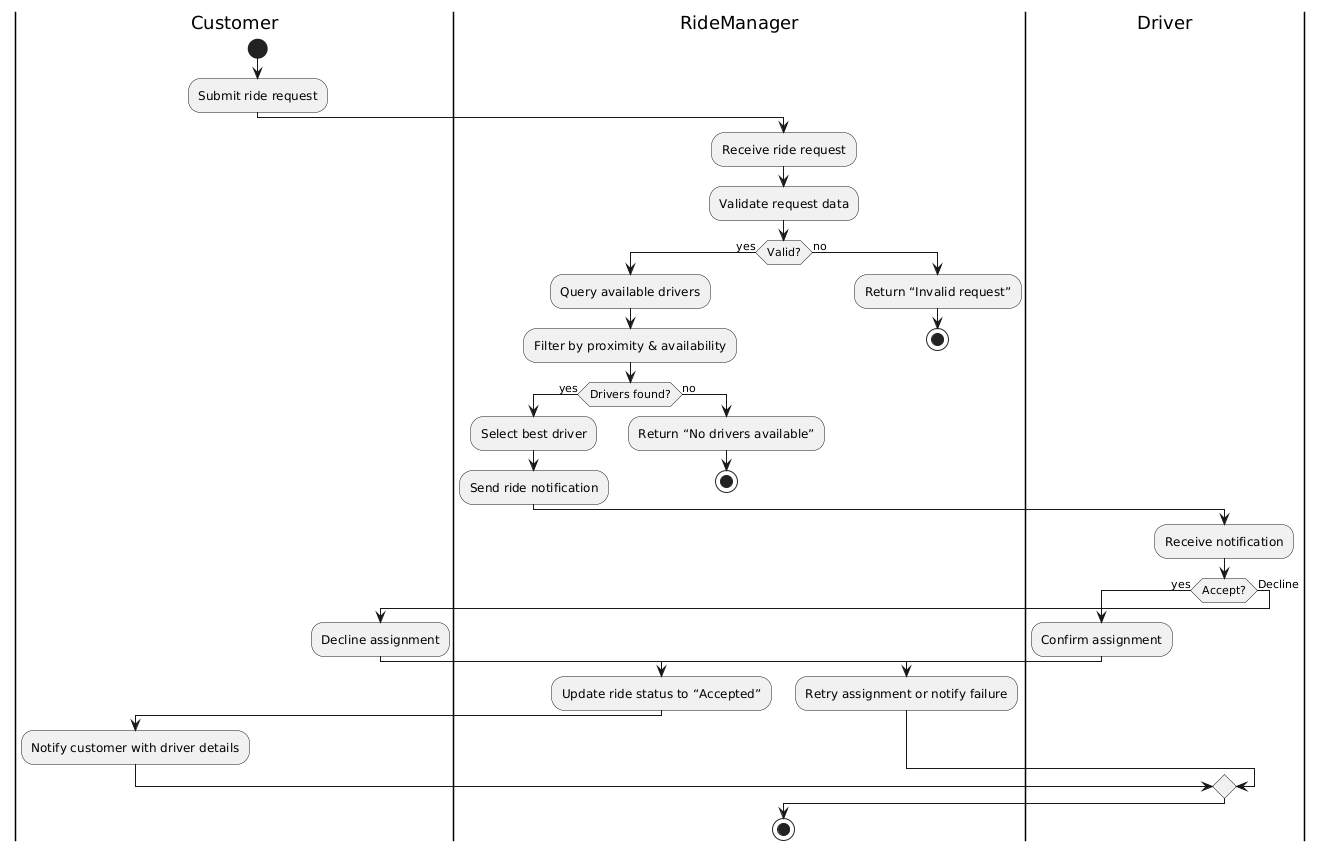 Customer
RideManager
Driver
Submit ride request
Receive ride request
Validate request data
yes
Valid?
no
Query available drivers
Return “Invalid request”
Filter by proximity & availability
yes
Drivers found?
no
Select best driver
Return “No drivers available”
Send ride notification
Receive notification
yes
Accept?
Decline
Decline assignment
Confirm assignment
Update ride status to “Accepted”
Retry assignment or notify failure
Notify customer with driver details